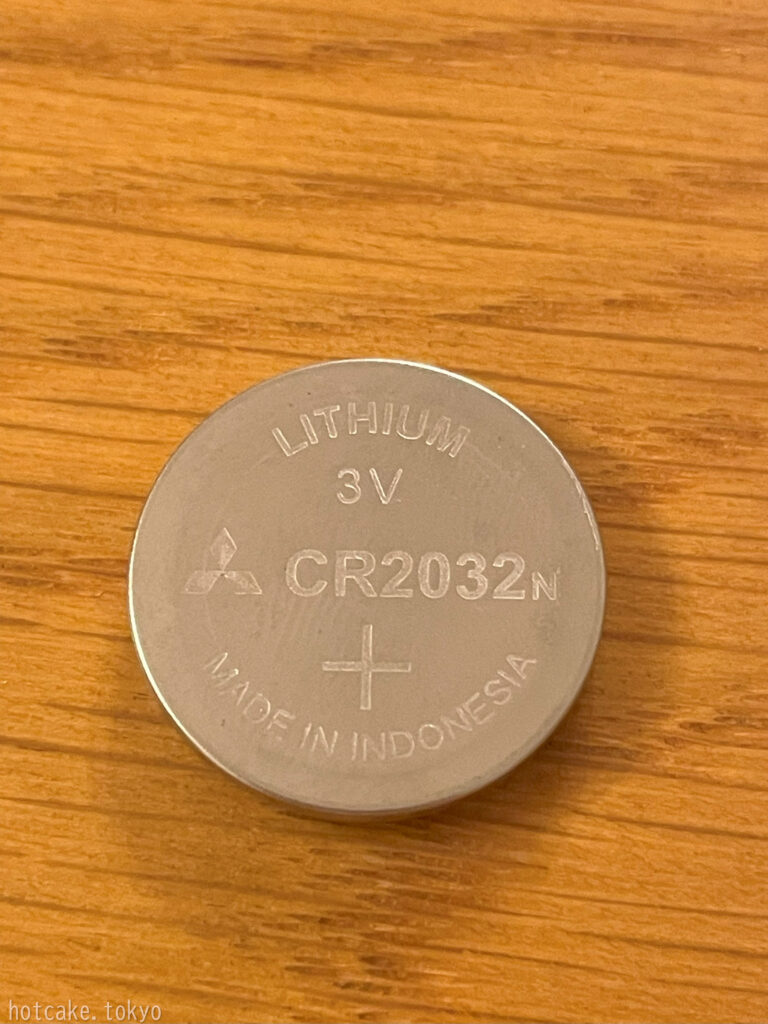 LITHIUM
3V
CR2032N
+
MADE IN INDONESIA
hotcake.tokyo